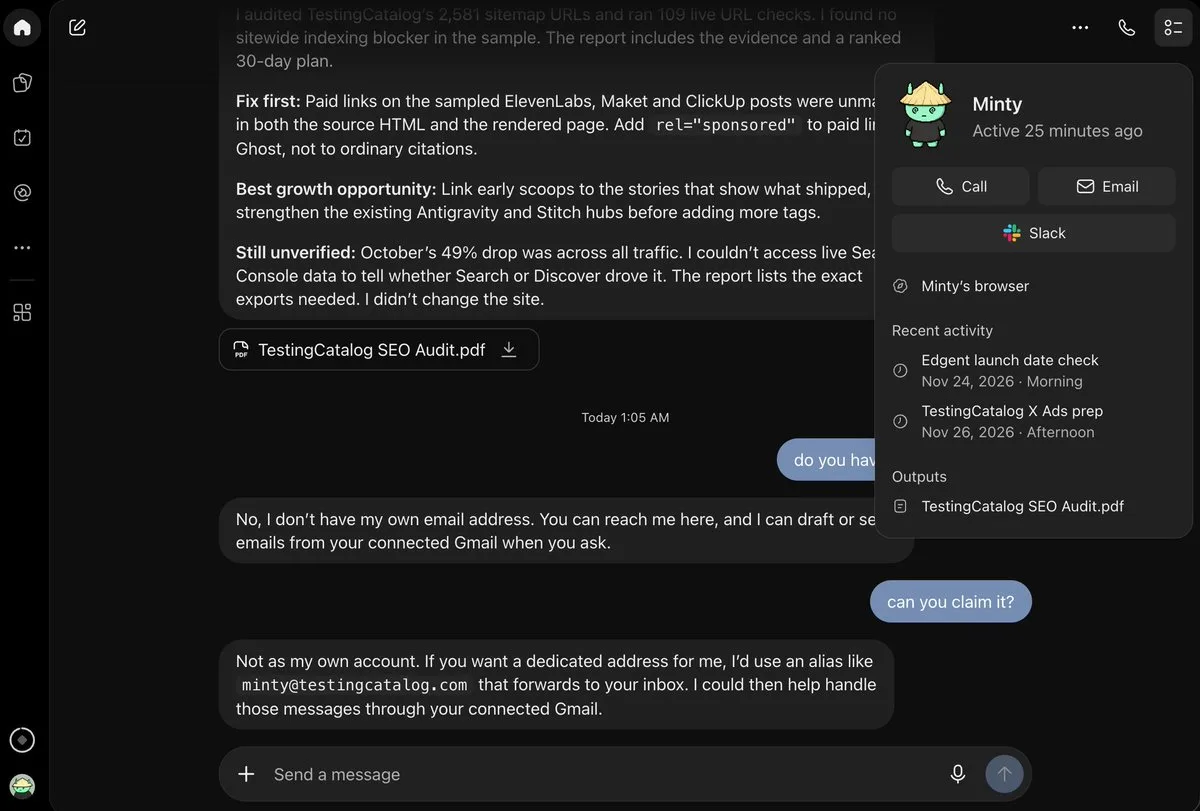 I audited TestingCatalog's 2,581 sitemap URLs and ran 109 live URL checks. I found no
sitewide indexing blocker in the sample. The report includes the evidence and a ranked
30-day plan.
Fix first: Paid links on the sampled ElevenLabs, Maket and ClickUp posts were unma
in both the source HTML and the rendered page. Add rel="sponsored" to paid lin
Ghost, not to ordinary citations.
Best growth opportunity: Link early scoops to the stories that show what shipped,
strengthen the existing Antigravity and Stitch hubs before adding more tags.
Still unverified: October's 49% drop was across all traffic. I couldn't access live Sea
Console data to tell whether Search or Discover drove it. The report lists the exact
exports needed. I didn't change the site.
PDF TestingCatalog SEO Audit.pdf
Today 1:05 AM
do you hav
No, I don't have my own email address. You can reach me here, and I can draft or se
emails from your connected Gmail when you ask.
can you claim it?
Not as my own account. If you want a dedicated address for me, I'd use an alias like
minty@testingcatalog.com that forwards to your inbox. I could then help handle
those messages through your connected Gmail.
Send a message
Minty
Active 25 minutes ago
Call
Email
Slack
Minty's browser
Recent activity
Edgent launch date check
Nov 24, 2026 · Morning
TestingCatalog X Ads prep
Nov 26, 2026 · Afternoon
Outputs
TestingCatalog SEO Audit.pdf